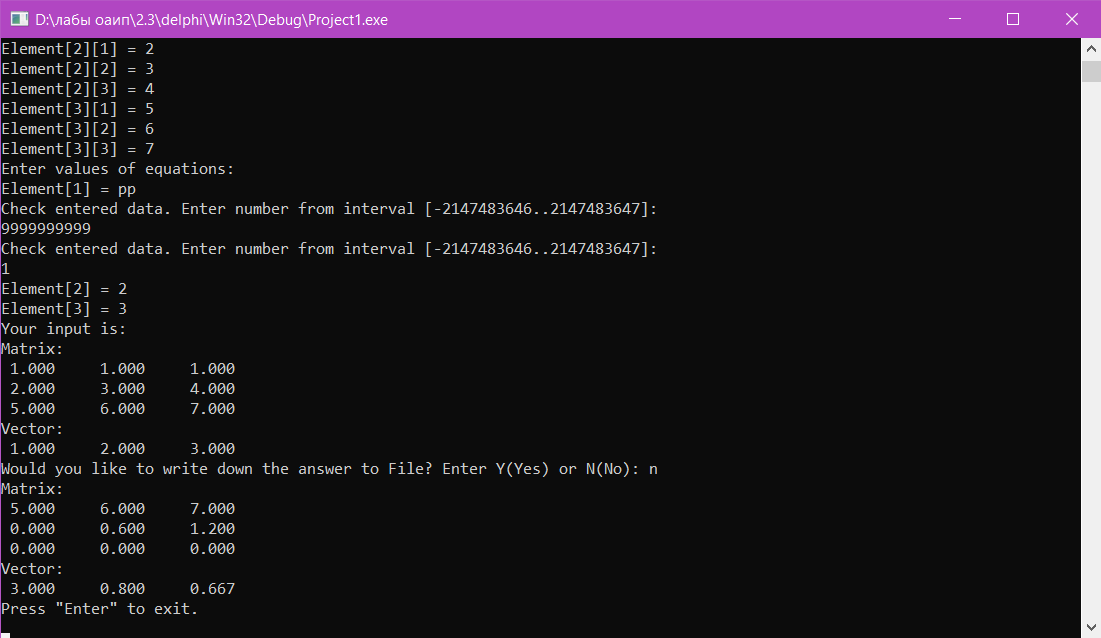 D:\лабы оаип\2.3\delphi\Win32\Debug\Project1.exe
Element[2][1] = 2
Element[2][2] = 3
Element[2][3] = 4
Element[3][1] = 5
Element[3][2] = 6
Element[3][3] = 7
Enter values of equations:
Element[1] = pp
Check entered data. Enter number from interval [-2147483646..2147483647]:
9999999999
Check entered data. Enter number from interval [-2147483646..2147483647]:
1
Element[2] = 2
Element[3] = 3
Your input is:
Matrix:
 1.000     1.000     1.000
 2.000     3.000     4.000
 5.000     6.000     7.000
Vector:
 1.000     2.000     3.000
Would you like to write down the answer to File? Enter Y(Yes) or N(No): n
Matrix:
 5.000     6.000     7.000
 0.000     0.600     1.200
 0.000     0.000     0.000
Vector:
 3.000     0.800     0.667
Press "Enter" to exit.